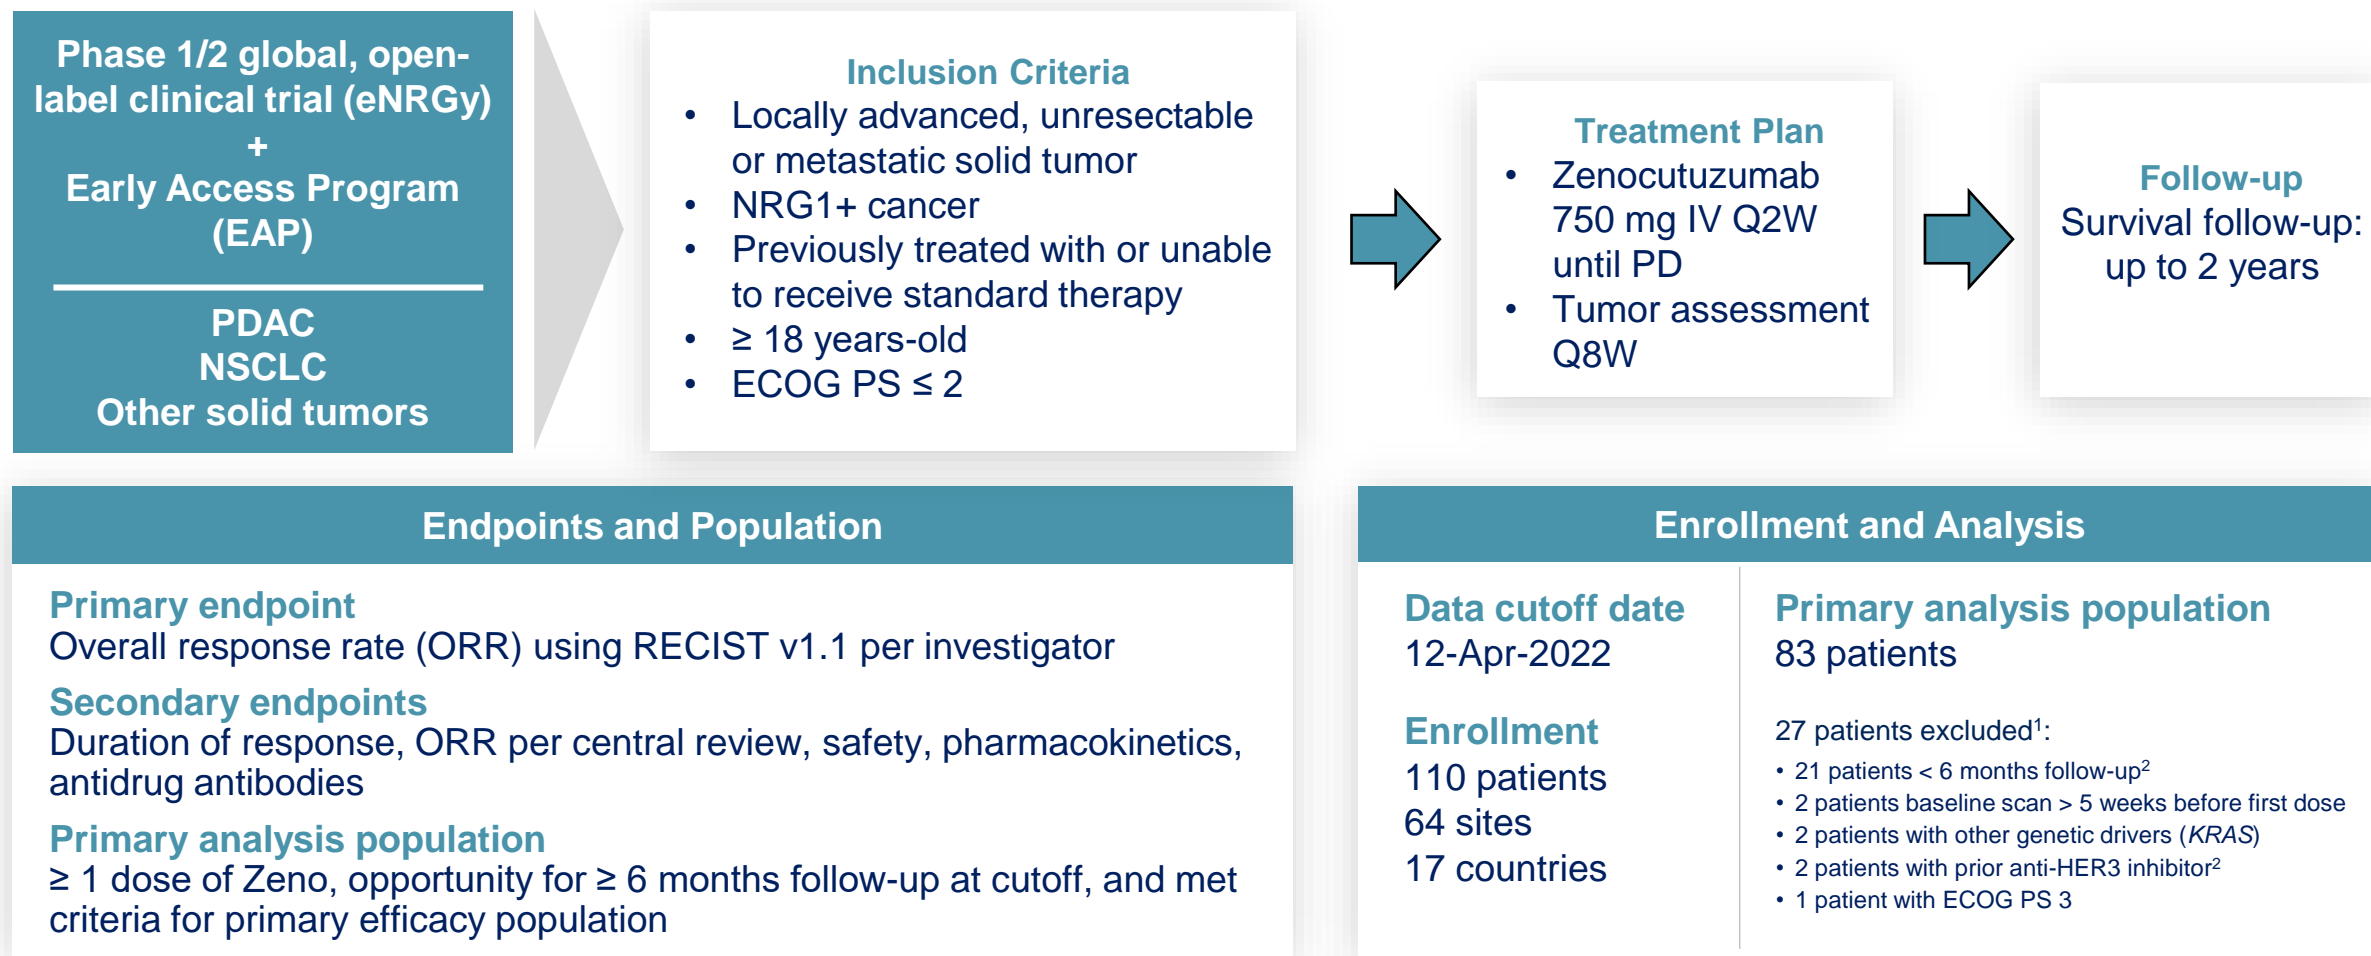 Phase 1/2 global, open-
label clinical trial (eNRGy)
+
Early Access Program
(EAP)
PDAC
NSCLC
Other solid tumors
Inclusion Criteria
• Locally advanced, unresectable
or metastatic solid tumor
• NRG1+ cancer
• Previously treated with or unable
to receive standard therapy
• ≥ 18 years-old
• ECOG PS ≤ 2
Treatment Plan
• Zenocutuzumab
750 mg IV Q2W
until PD
• Tumor assessment
Q8W
Follow-up
Survival follow-up:
up to 2 years
Endpoints and Population
Primary endpoint
Overall response rate (ORR) using RECIST v1.1 per investigator
Secondary endpoints
Duration of response, ORR per central review, safety, pharmacokinetics,
antidrug antibodies
Primary analysis population
≥ 1 dose of Zeno, opportunity for ≥ 6 months follow-up at cutoff, and met
criteria for primary efficacy population
Enrollment and Analysis
Data cutoff date
12-Apr-2022
Enrollment
110 patients
64 sites
17 countries
Primary analysis population
83 patients
27 patients excluded¹:
• 21 patients < 6 months follow-up²
• 2 patients baseline scan > 5 weeks before first dose
• 2 patients with other genetic drivers (KRAS)
• 2 patients with prior anti-HER3 inhibitor²
• 1 patient with ECOG PS 3